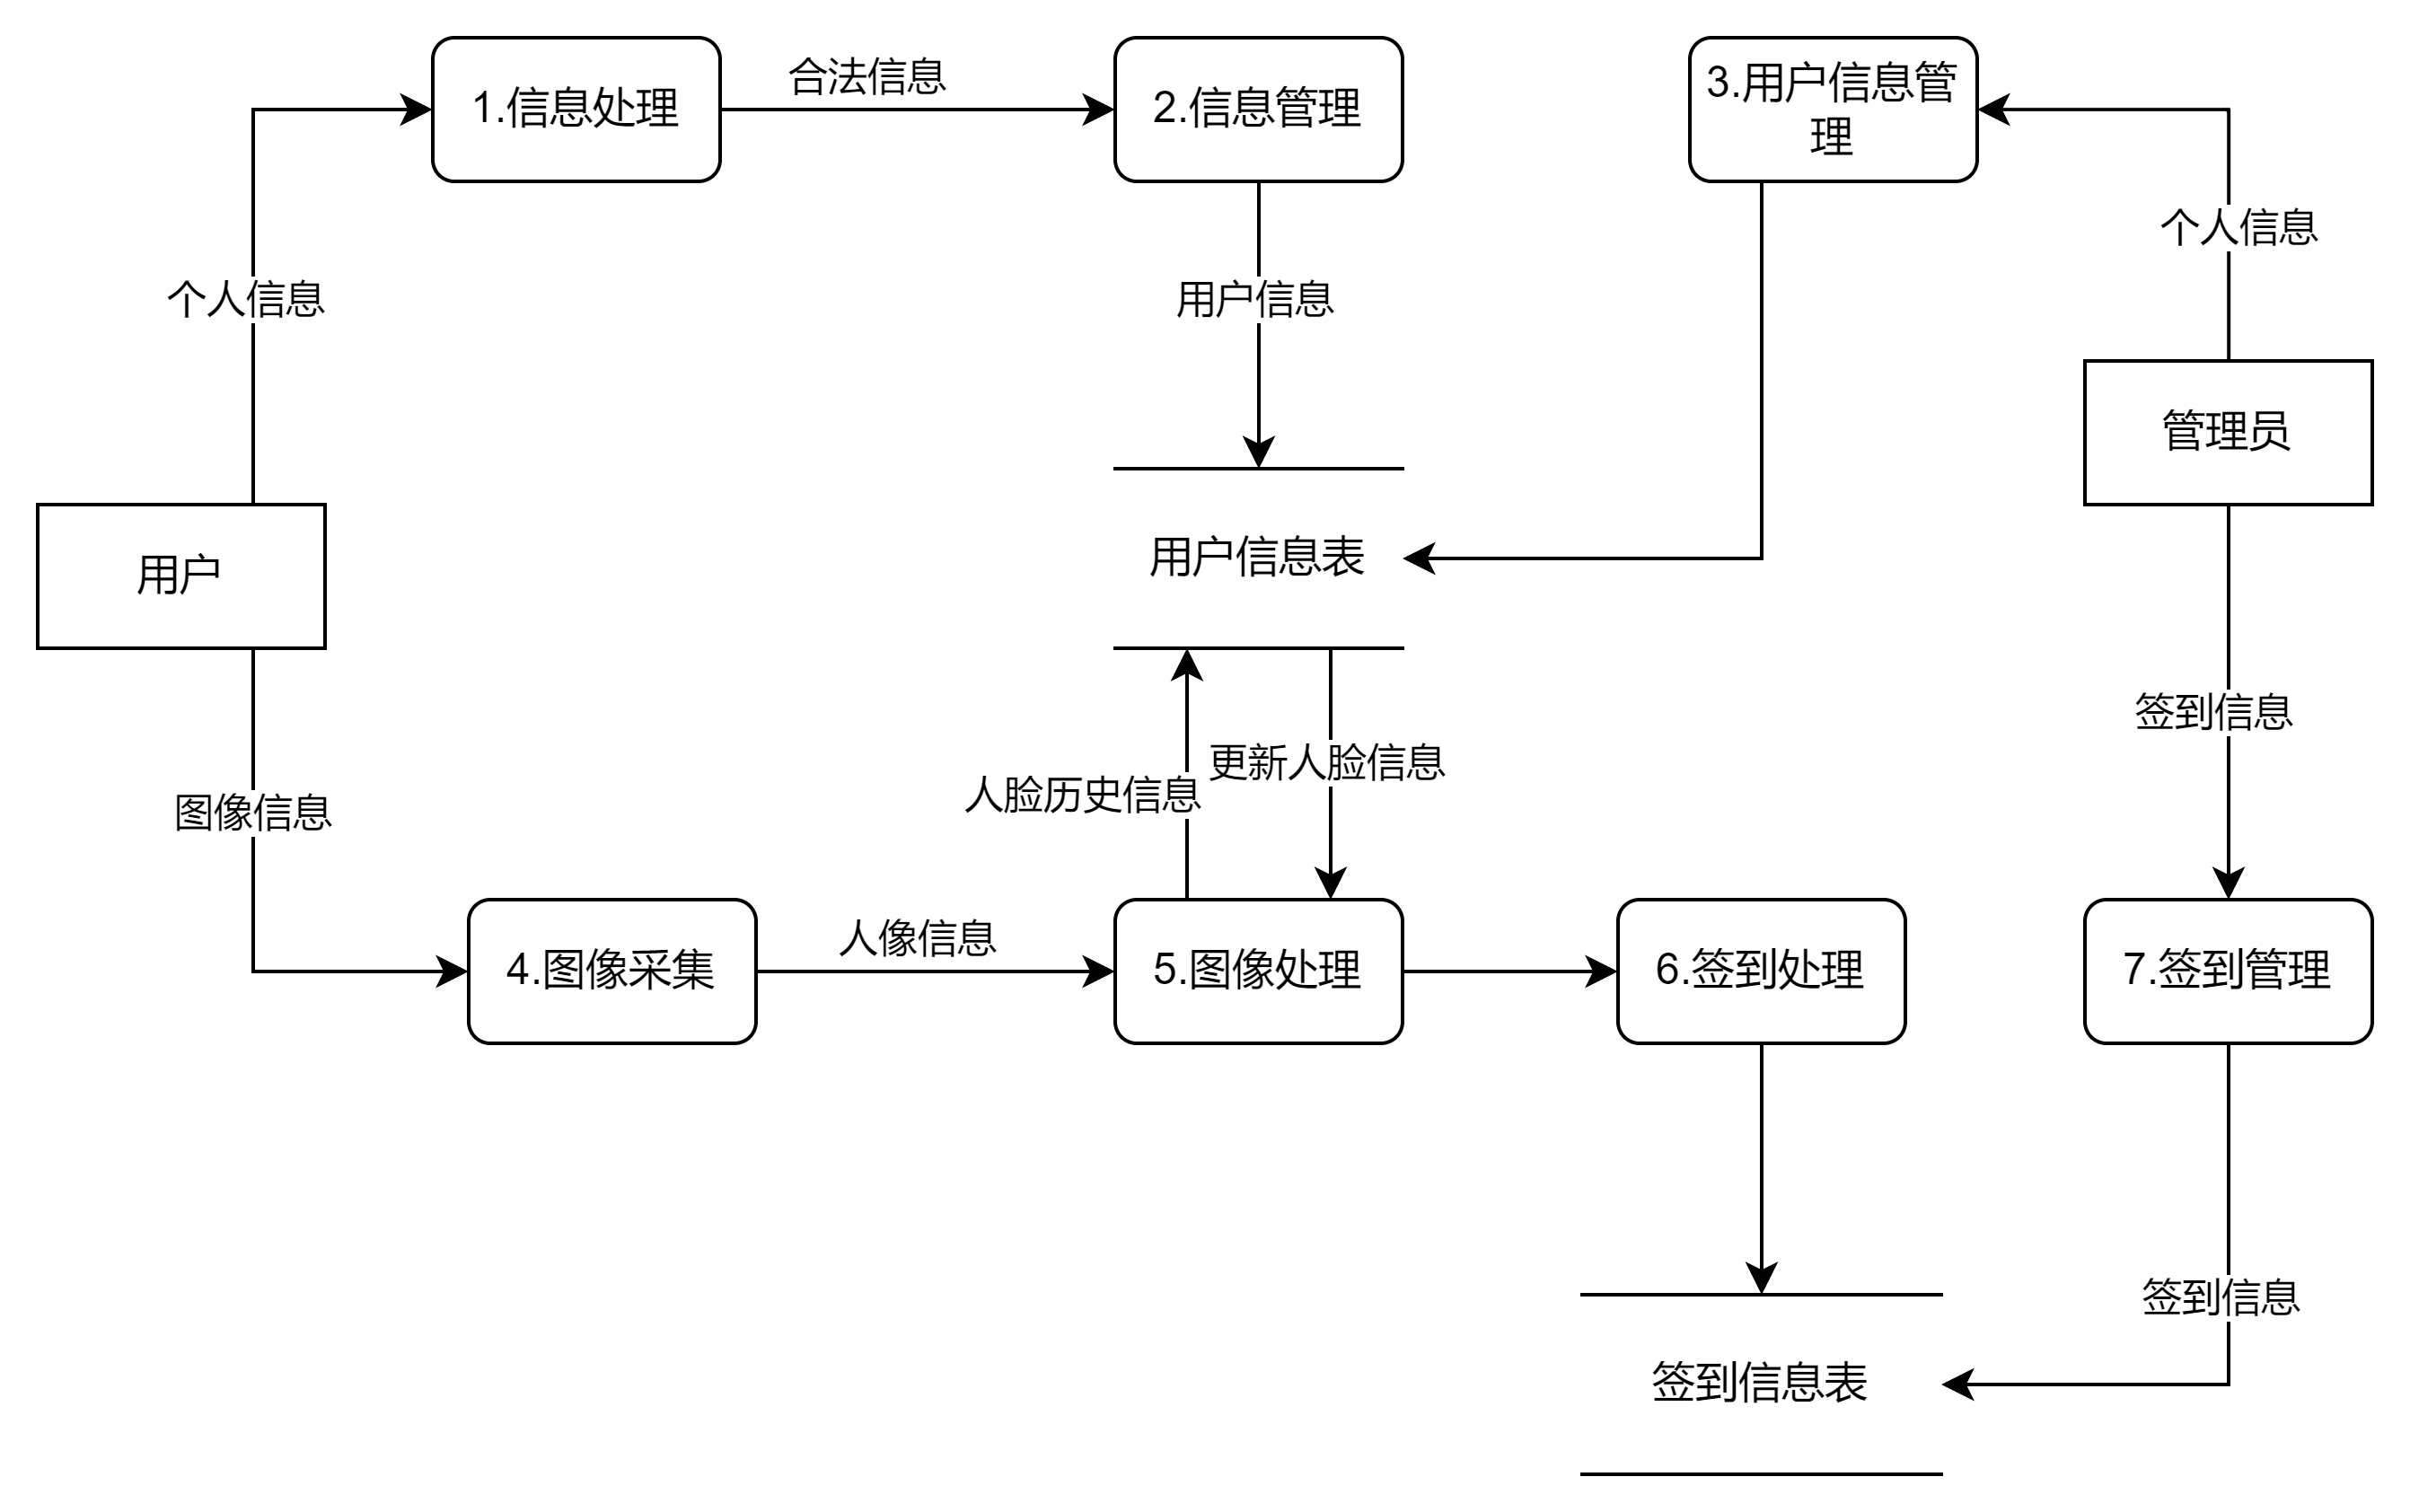 合法信息
1.信息处理
2.信息管理
3.用户信息管
理
个人信息
个人信息
用户信息
管理员
用户信息表
用户
签到信息
更新人脸信息
人脸历史信息
图像信息
人像信息
4.图像采集
5.图像处理
6.签到处理
7.签到管理
签到信息
签到信息表